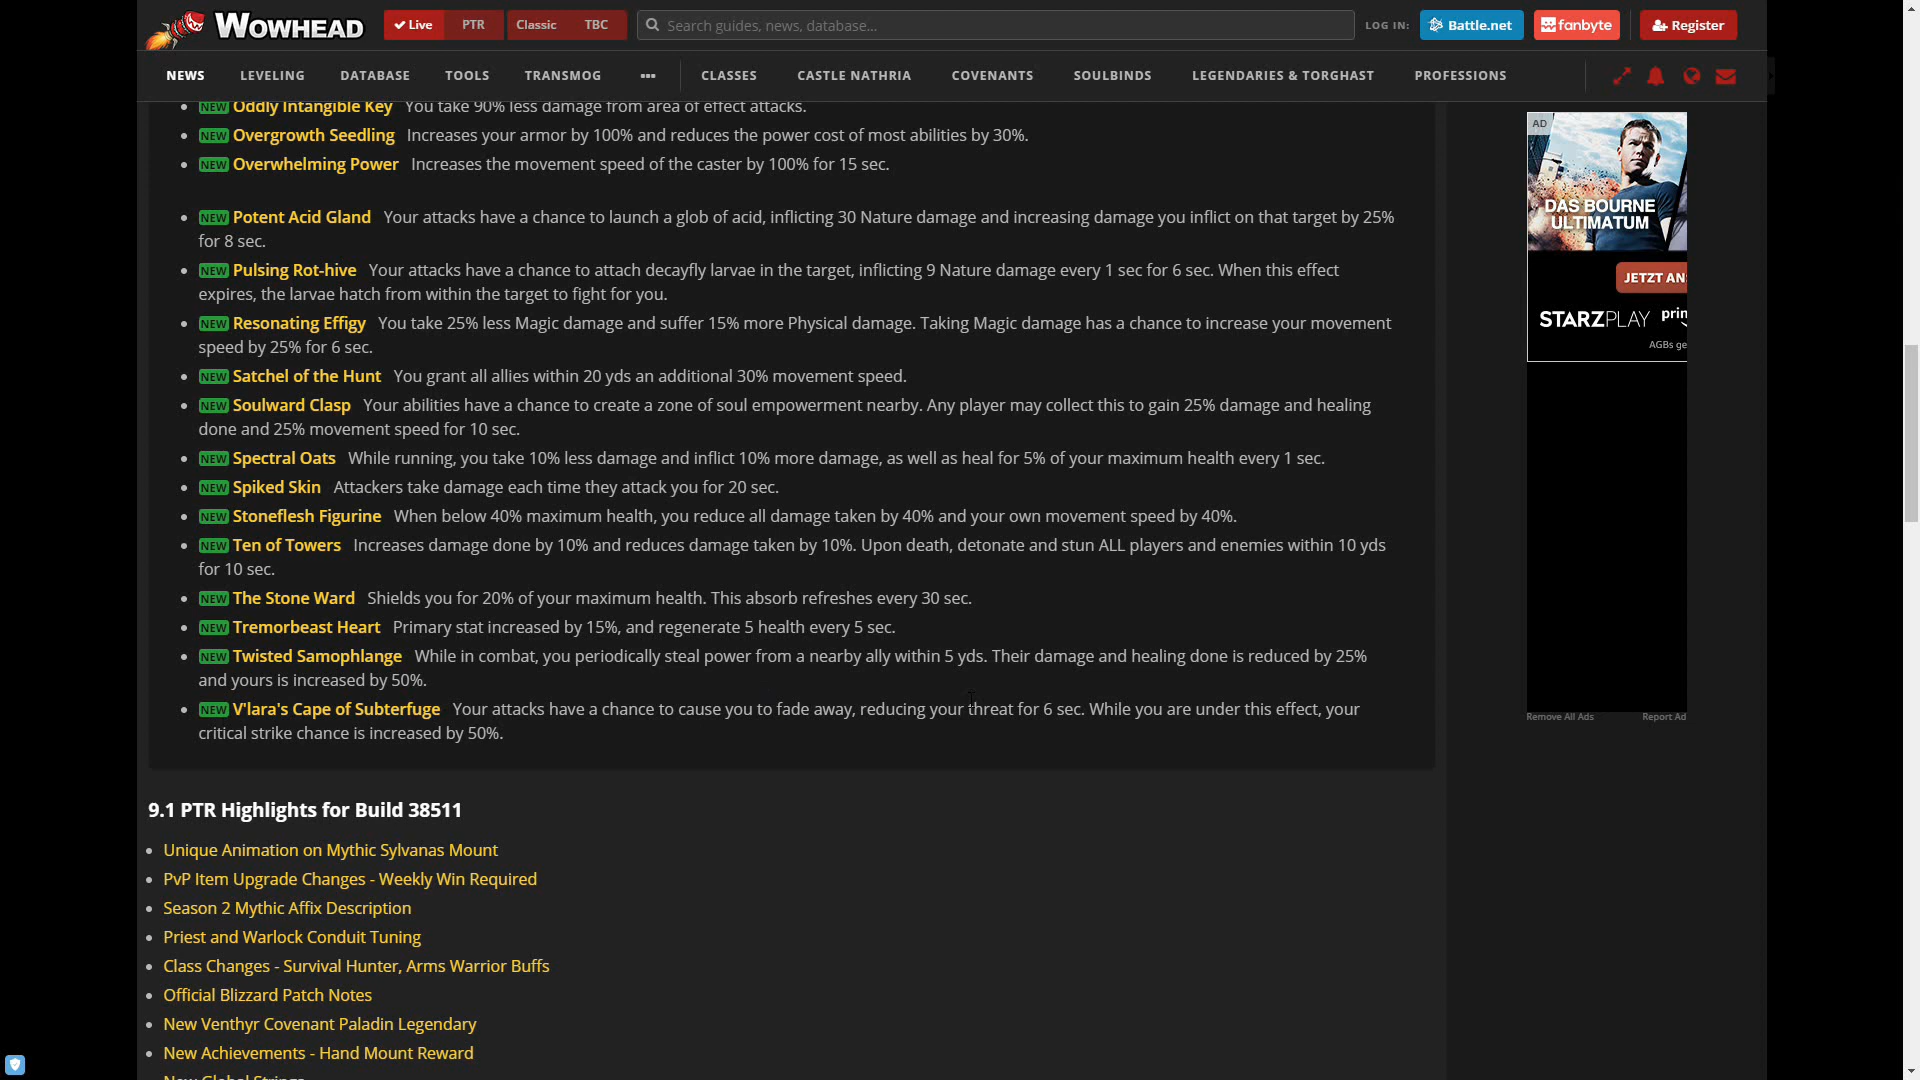 WOWHEAD
Live PTR Classic TBC
Search guides, news, database...
LOG IN: Battle.net fanbyte Register
NEWS LEVELING DATABASE TOOLS TRANSMOG ••• CLASSES CASTLE NATHRIA COVENANTS SOULBINDS LEGENDARIES & TORGHAST PROFESSIONS
NEW Oddly Intangible Key You take 90% less damage from area of effect attacks.
NEW Overgrowth Seedling Increases your armor by 100% and reduces the power cost of most abilities by 30%.
NEW Overwhelming Power Increases the movement speed of the caster by 100% for 15 sec.
NEW Potent Acid Gland Your attacks have a chance to launch a glob of acid, inflicting 30 Nature damage and increasing damage you inflict on that target by 25%
for 8 sec.
NEW Pulsing Rot-hive Your attacks have a chance to attach decayfly larvae in the target, inflicting 9 Nature damage every 1 sec for 6 sec. When this effect
expires, the larvae hatch from within the target to fight for you.
NEW Resonating Effigy You take 25% less Magic damage and suffer 15% more Physical damage. Taking Magic damage has a chance to increase your movement
speed by 25% for 6 sec.
NEW Satchel of the Hunt You grant all allies within 20 yds an additional 30% movement speed.
NEW Soulward Clasp Your abilities have a chance to create a zone of soul empowerment nearby. Any player may collect this to gain 25% damage and healing
done and 25% movement speed for 10 sec.
NEW Spectral Oats While running, you take 10% less damage and inflict 10% more damage, as well as heal for 5% of your maximum health every 1 sec.
NEW Spiked Skin Attackers take damage each time they attack you for 20 sec.
NEW Stoneflesh Figurine When below 40% maximum health, you reduce all damage taken by 40% and your own movement speed by 40%.
NEW Ten of Towers Increases damage done by 10% and reduces damage taken by 10%. Upon death, detonate and stun ALL players and enemies within 10 yds
for 10 sec.
NEW The Stone Ward Shields you for 20% of your maximum health. This absorb refreshes every 30 sec.
NEW Tremorbeast Heart Primary stat increased by 15%, and regenerate 5 health every 5 sec.
NEW Twisted Samophlange While in combat, you periodically steal power from a nearby ally within 5 yds. Their damage and healing done is reduced by 25%
and yours is increased by 50%.
NEW V'lara's Cape of Subterfuge Your attacks have a chance to cause you to fade away, reducing your threat for 6 sec. While you are under this effect, your
critical strike chance is increased by 50%.
9.1 PTR Highlights for Build 38511
Unique Animation on Mythic Sylvanas Mount
PvP Item Upgrade Changes - Weekly Win Required
Season 2 Mythic Affix Description
Priest and Warlock Conduit Tuning
Class Changes - Survival Hunter, Arms Warrior Buffs
Official Blizzard Patch Notes
New Venthyr Covenant Paladin Legendary
New Achievements - Hand Mount Reward
New Global Strings
AD
DAS BOURNE
ULTIMATUM
JETZT AN
STARZPLAY prin
AGBs ge
Remove All Ads Report Ad